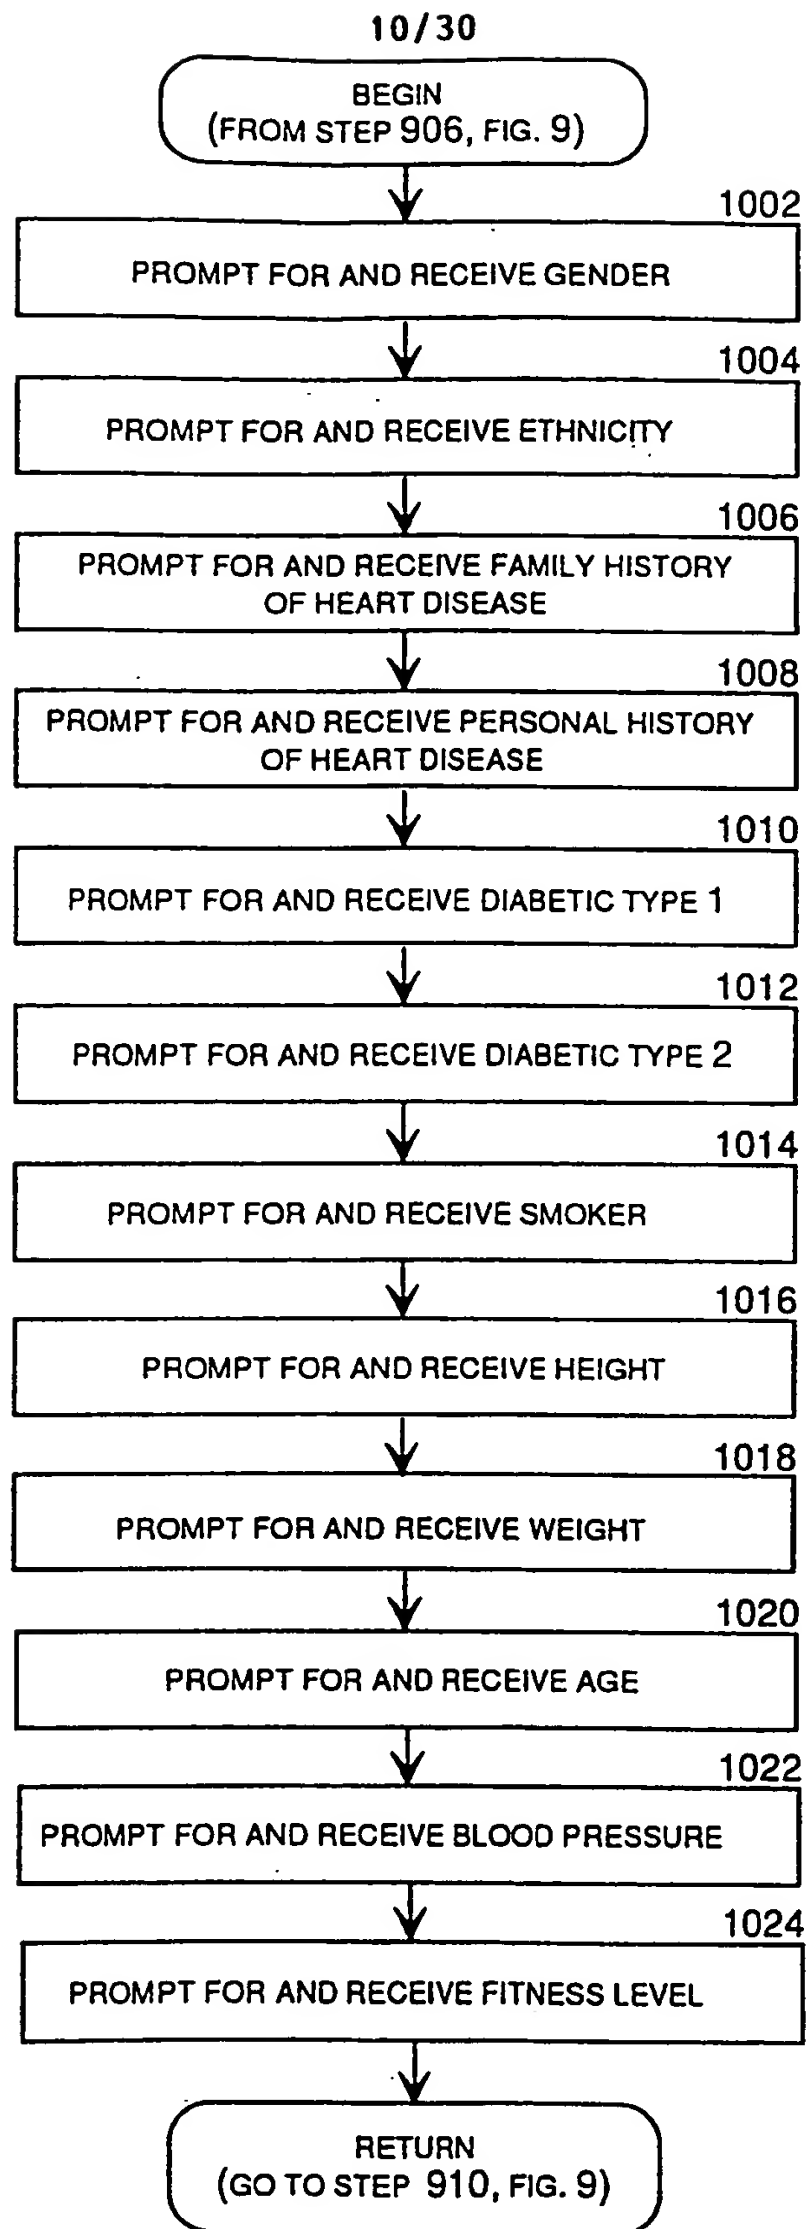 10/30
BEGIN
(FROM STEP 906, FIG. 9)
1002
PROMPT FOR AND RECEIVE GENDER
1004
PROMPT FOR AND RECEIVE ETHNICITY
1006
PROMPT FOR AND RECEIVE FAMILY HISTORY
OF HEART DISEASE
1008
PROMPT FOR AND RECEIVE PERSONAL HISTORY
OF HEART DISEASE
1010
PROMPT FOR AND RECEIVE DIABETIC TYPE 1
1012
PROMPT FOR AND RECEIVE DIABETIC TYPE 2
1014
PROMPT FOR AND RECEIVE SMOKER
1016
PROMPT FOR AND RECEIVE HEIGHT
1018
PROMPT FOR AND RECEIVE WEIGHT
1020
PROMPT FOR AND RECEIVE AGE
1022
PROMPT FOR AND RECEIVE BLOOD PRESSURE
1024
PROMPT FOR AND RECEIVE FITNESS LEVEL
RETURN
(GO TO STEP 910, FIG. 9)